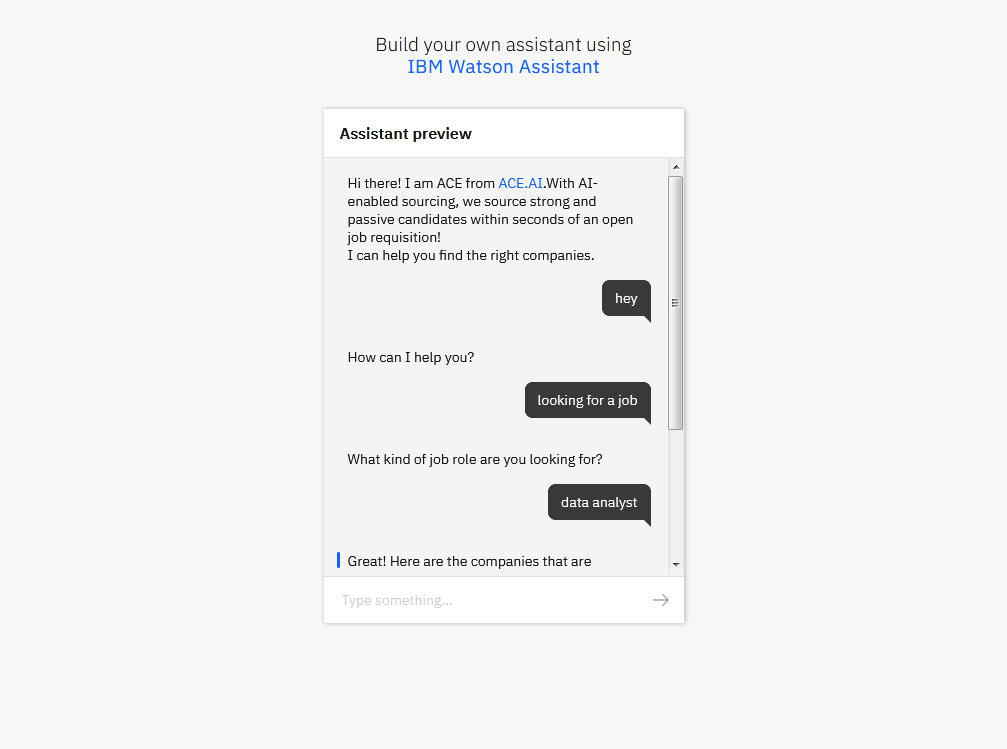 Build your own assistant using
IBM Watson Assistant
Assistant preview
Hi there! I am ACE from ACE.AI.With AI-
enabled sourcing, we source strong and
passive candidates within seconds of an open
job requisition!
I can help you find the right companies.
hey
How can I help you?
looking for a job
What kind of job role are you looking for?
data analyst
Great! Here are the companies that are
Type something...